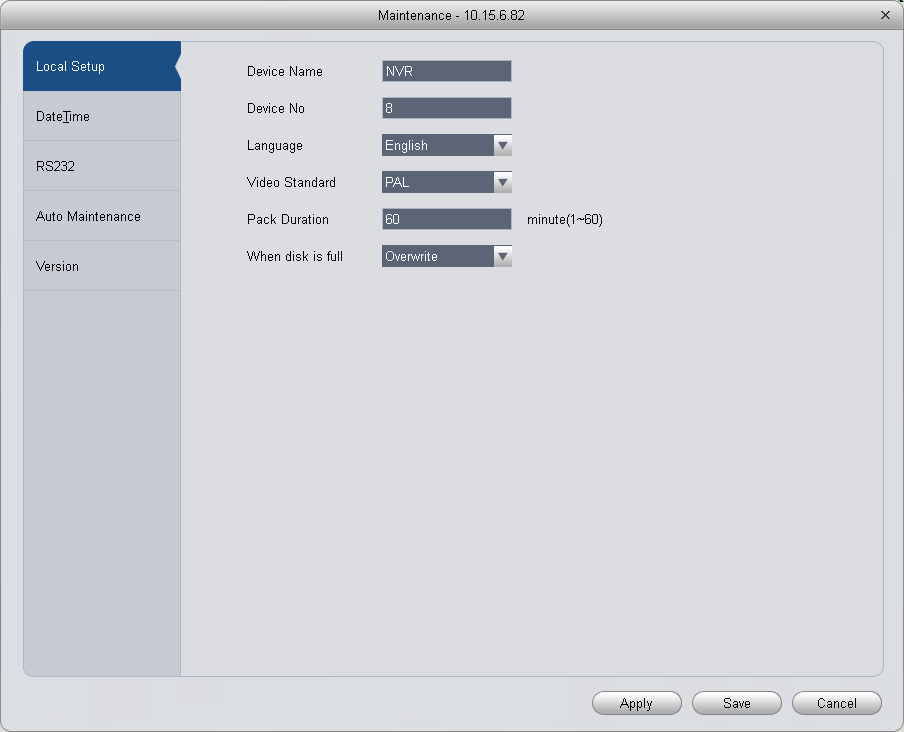 Maintenance - 10.15.6.82
Local Setup
DateTime
RS232
Auto Maintenance
Version
Device Name NVR
Device No 8
Language English
Video Standard PAL
Pack Duration 60 minute(1~60)
When disk is full Overwrite
Apply Save Cancel